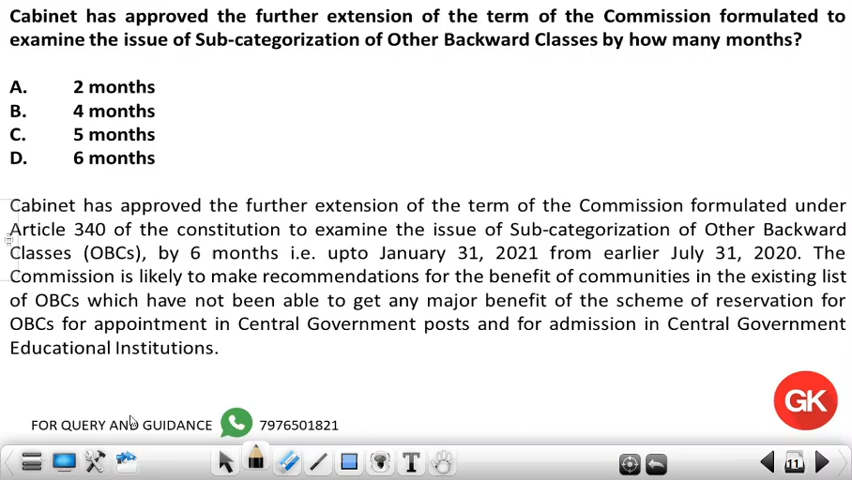 Cabinet has approved the further extension of the term of the Commission formulated to
examine the issue of Sub-categorization of Other Backward Classes by how many months?
A. 2 months
B. 4 months
C. 5 months
D. 6 months
Cabinet has approved the further extension of the term of the Commission formulated under
Article 340 of the constitution to examine the issue of Sub-categorization of Other Backward
Classes (OBCs), by 6 months i.e. upto January 31, 2021 from earlier July 31, 2020. The
Commission is likely to make recommendations for the benefit of communities in the existing list
of OBCs which have not been able to get any major benefit of the scheme of reservation for
OBCs for appointment in Central Government posts and for admission in Central Government
Educational Institutions.
GK
FOR QUERY AND GUIDANCE 7976501821
T
11